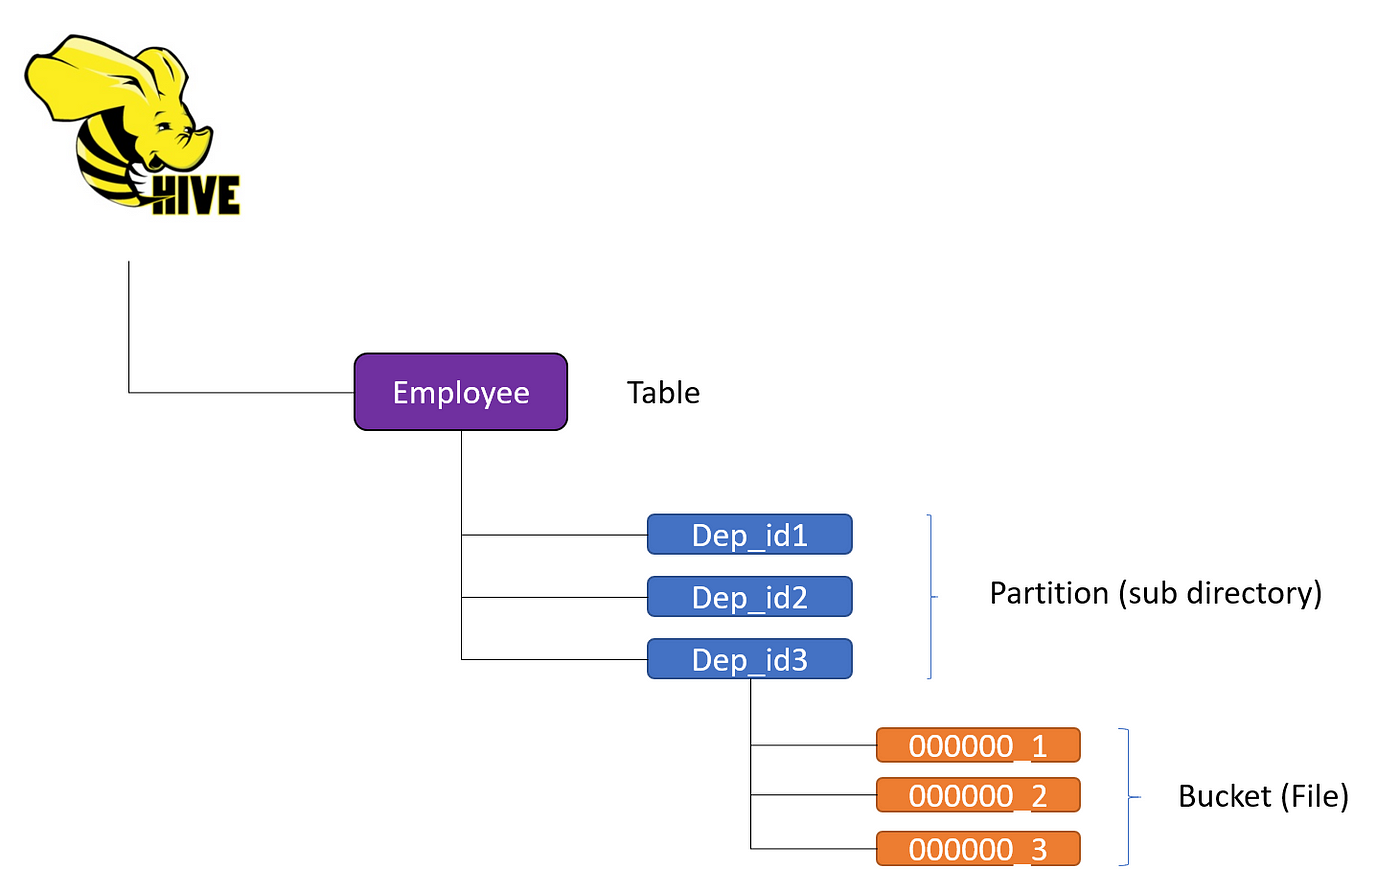 HIVE
Employee
Table
Dep_id1
Dep_id2
Dep_id3
Partition (sub directory)
000000_1
000000_2
000000_3
Bucket (File)